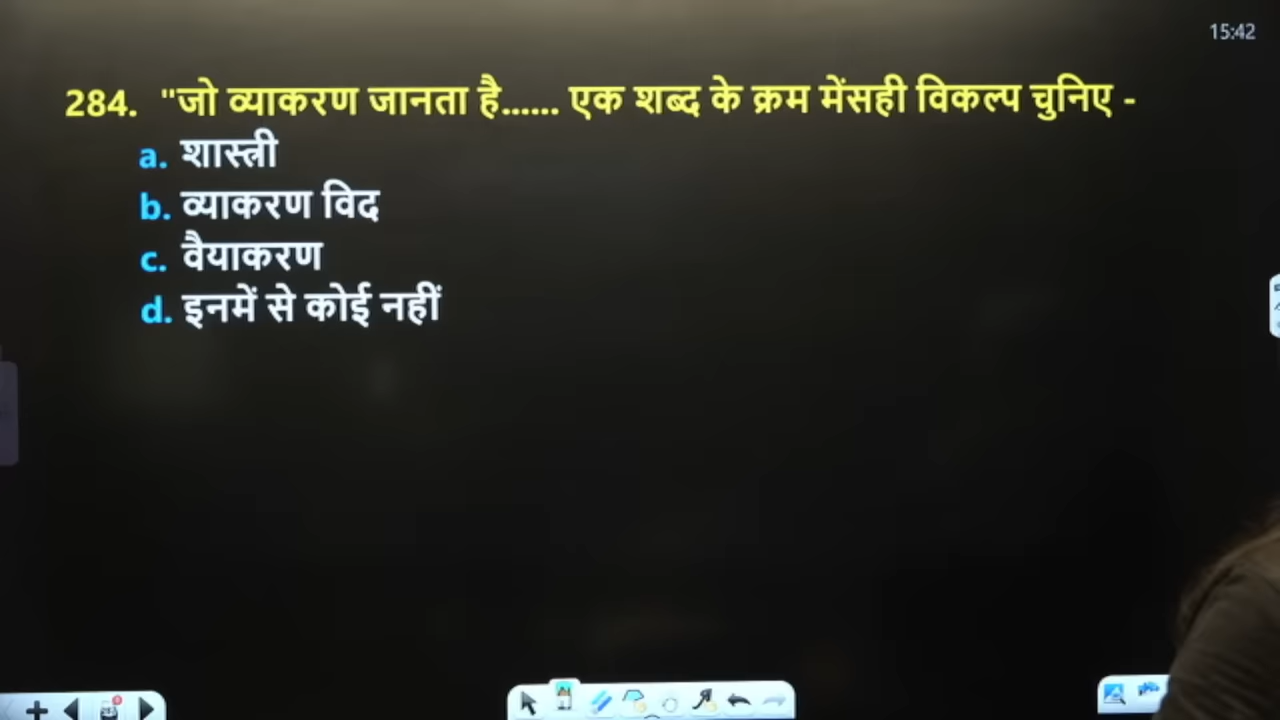 15:42
284. "जो व्याकरण जानता है...... एक शब्द के क्रम मेंसही विकल्प चुनिए -
a. शास्त्री
b. व्याकरण विद
c. वैयाकरण
d. इनमें से कोई नहीं